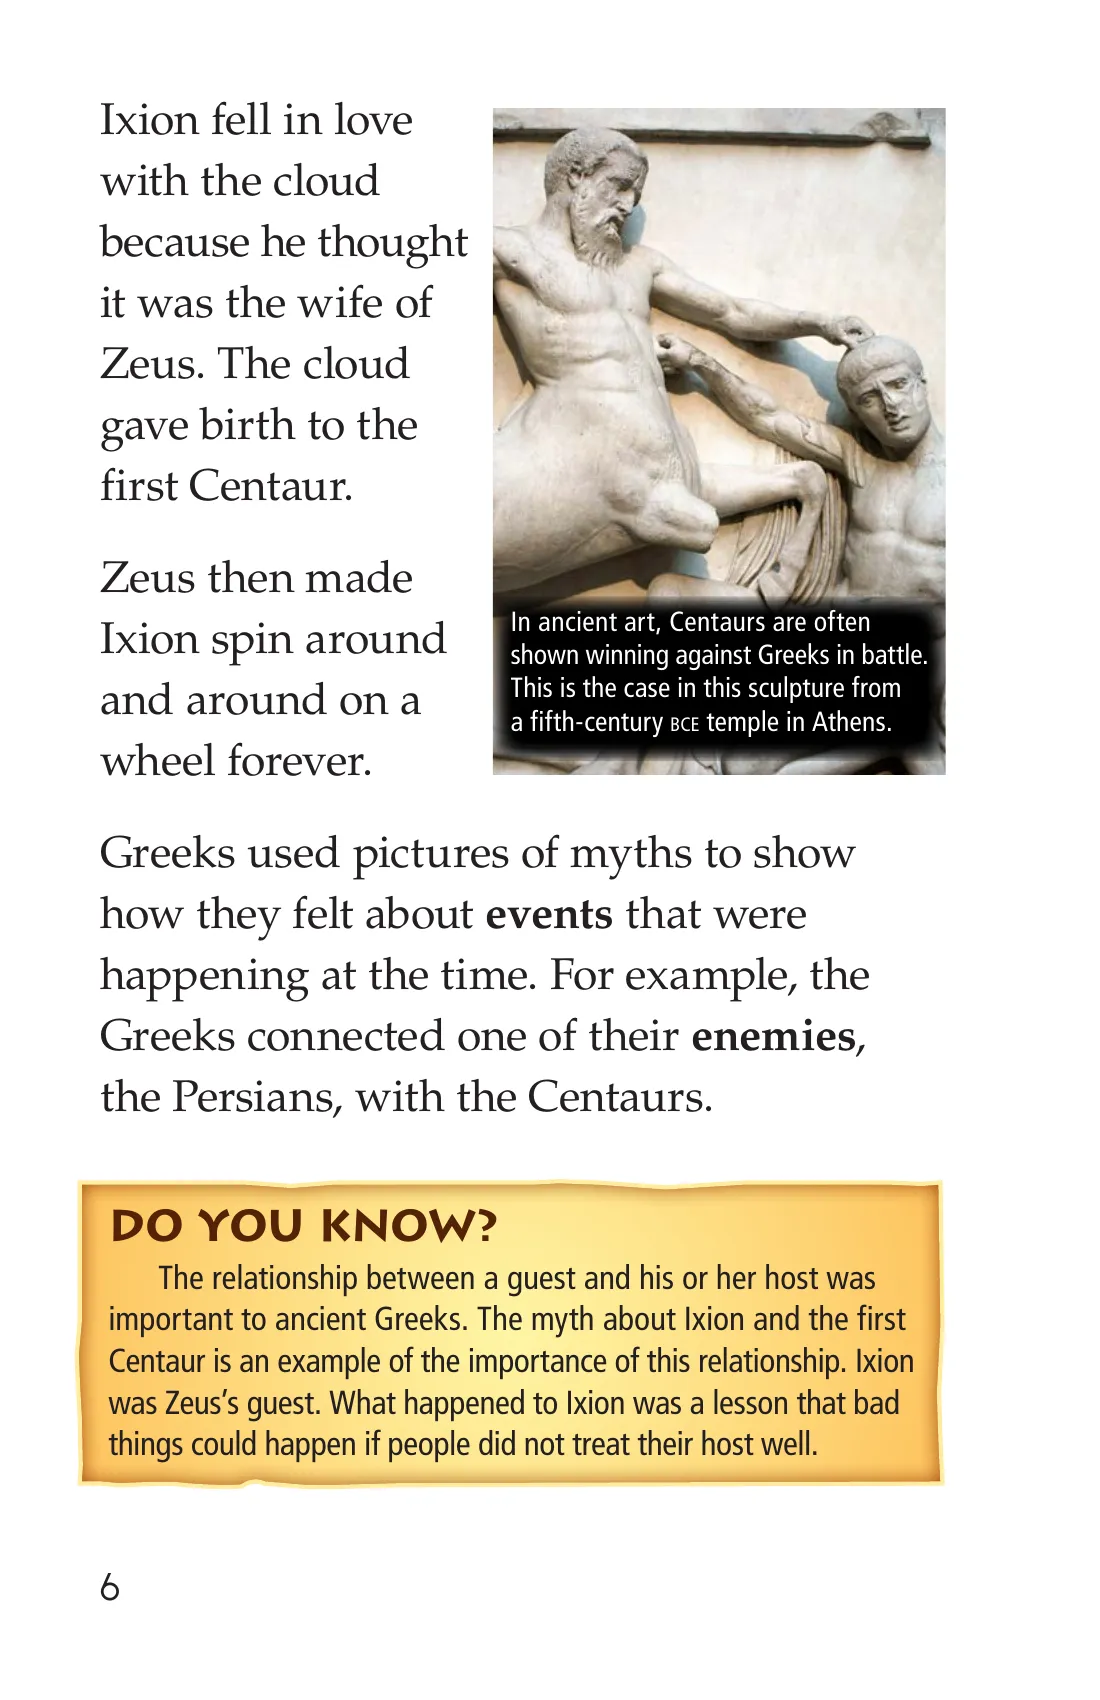 Ixion fell in love
with the cloud
because he thought
it was the wife of
Zeus. The cloud
gave birth to the
first Centaur.
Zeus then made
Ixion spin around
and around on a
wheel forever.
In ancient art, Centaurs are often
shown winning against Greeks in battle.
This is the case in this sculpture from
a fifth-century BCE temple in Athens.
Greeks used pictures of myths to show
how they felt about events that were
happening at the time. For example, the
Greeks connected one of their enemies,
the Persians, with the Centaurs.
DO YOU KNOW?
The relationship between a guest and his or her host was
important to ancient Greeks. The myth about Ixion and the first
Centaur is an example of the importance of this relationship. Ixion
was Zeus’s guest. What happened to Ixion was a lesson that bad
things could happen if people did not treat their host well.
6